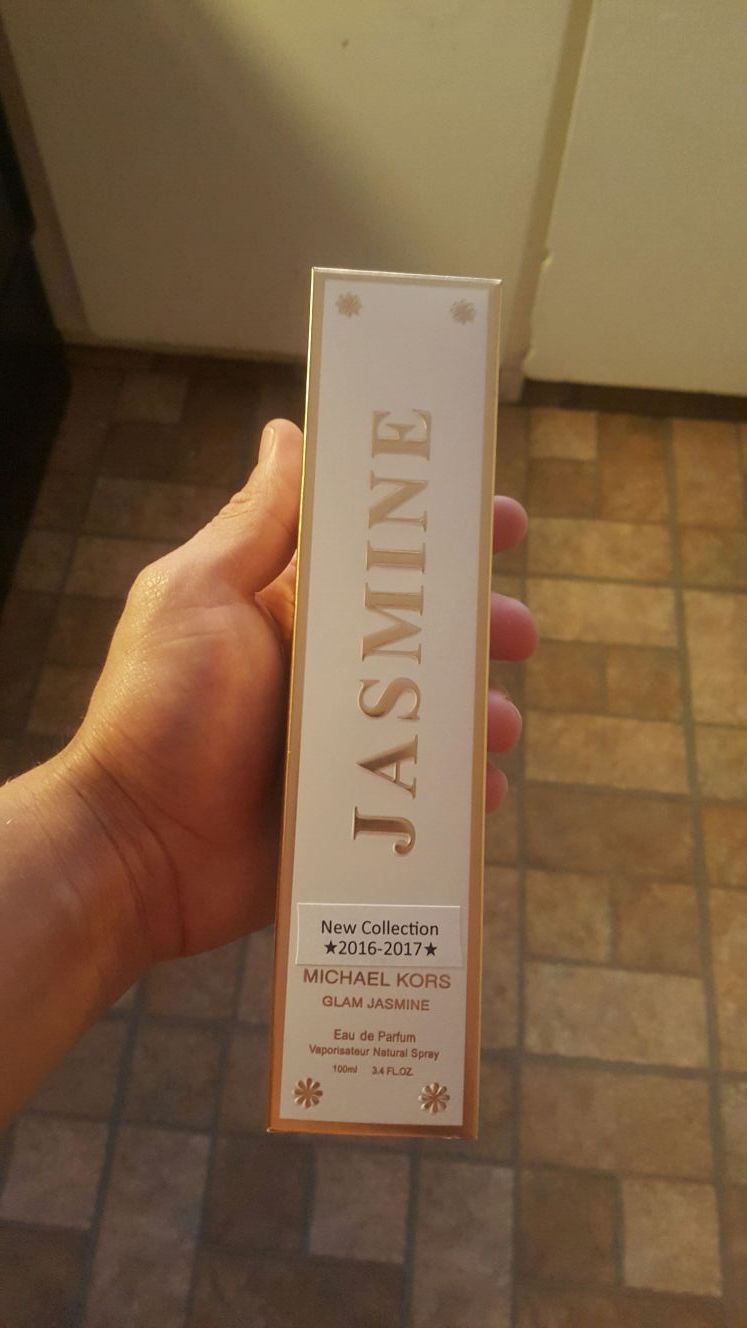 JASMINE
New Collection
★2016-2017★
MICHAEL KORS
GLAM JASMINE
Eau de Parfum
Vaporisateur Natural Spray
100ml 3.4 FL.OZ.